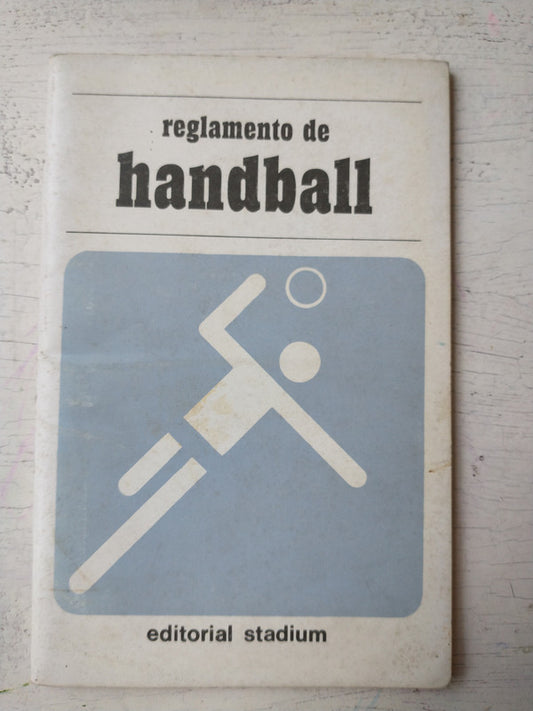 reglamento de
handball
editorial stadium